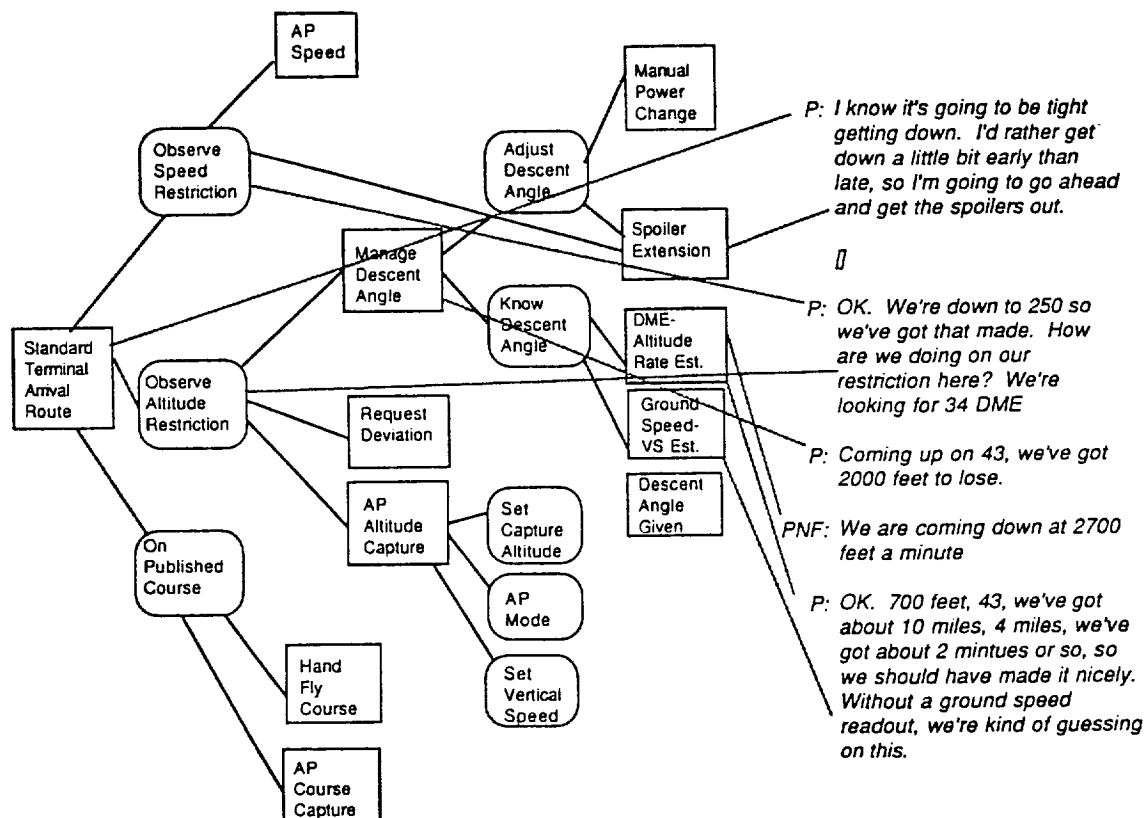 AP
Speed
Observe
Speed
Restriction
Standard
Terminal
Arrival
Route
Observe
Altitude
Restriction
On
Published
Course
Manage
Descent
Angle
Request
Deviation
AP
Altitude
Capture
Hand
Fly
Course
AP
Course
Capture
Adjust
Descent
Angle
Know
Descent
Angle
Set
Capture
Altitude
AP
Mode
Set
Vertical
Speed
Manual
Power
Change
Spoiler
Extension
DME-
Altitude
Rate Est.
Ground
Speed-
VS Est.
Descent
Angle
Given
P: I know it's going to be tight
getting down. I'd rather get
down a little bit early than
late, so I'm going to go ahead
and get the spoilers out.
[]
P: OK. We're down to 250 so
we've got that made. How
are we doing on our
restriction here? We're
looking for 34 DME
P: Coming up on 43, we've got
2000 feet to lose.
PNF: We are coming down at 2700
feet a minute
P: OK. 700 feet, 43, we've got
about 10 miles, 4 miles, we've
got about 2 mintues or so, so
we should have made it nicely.
Without a ground speed
readout, we're kind of guessing
on this.